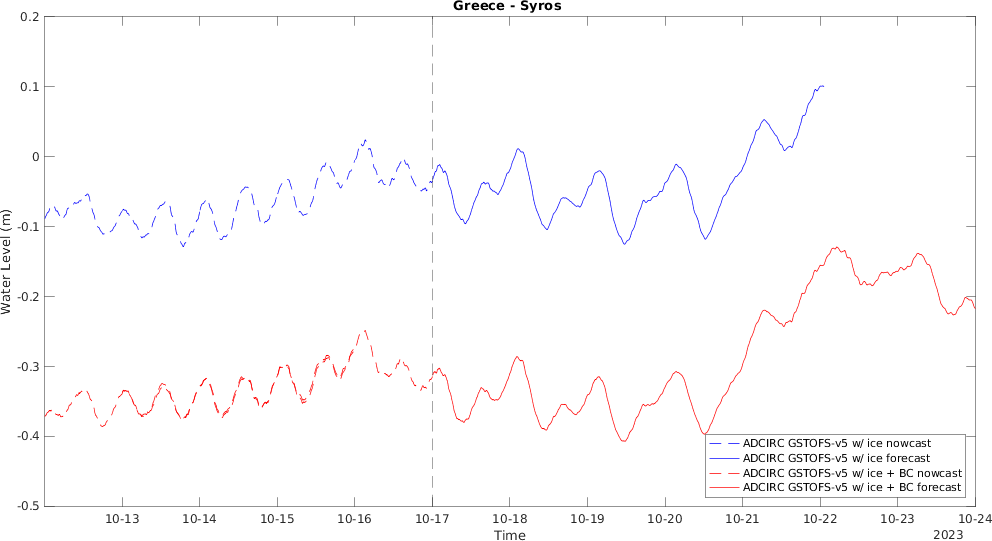 Greece - Syros
0.2
0.1
0
-0.1
-0.2
-0.3
-0.4
-0.5
Water Level (m)
10-13 10-14 10-15 10-16 10-17 10-18 10-19 10-20 10-21 10-22 10-23 10-24
Time
2023
ADCIRC GSTOFS-v5 w/ ice nowcast
ADCIRC GSTOFS-v5 w/ ice forecast
ADCIRC GSTOFS-v5 w/ ice + BC nowcast
ADCIRC GSTOFS-v5 w/ ice + BC forecast